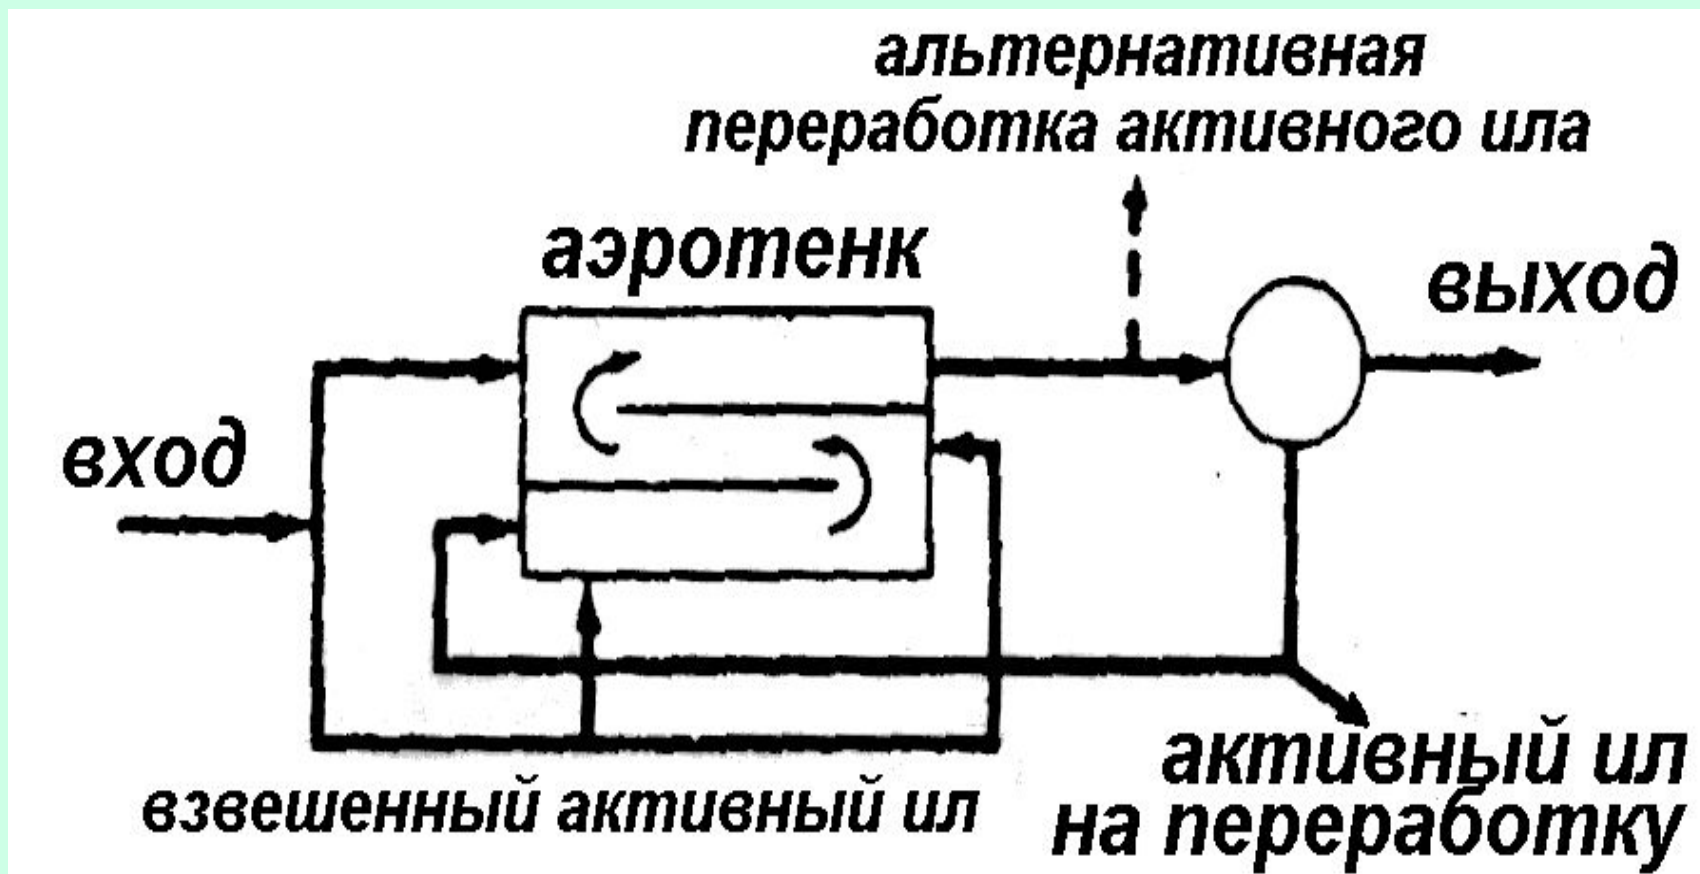 альтернативная
переработка активного ила
аэротенк
выход
вход
взвешенный активный ил
активный ил
на переработку